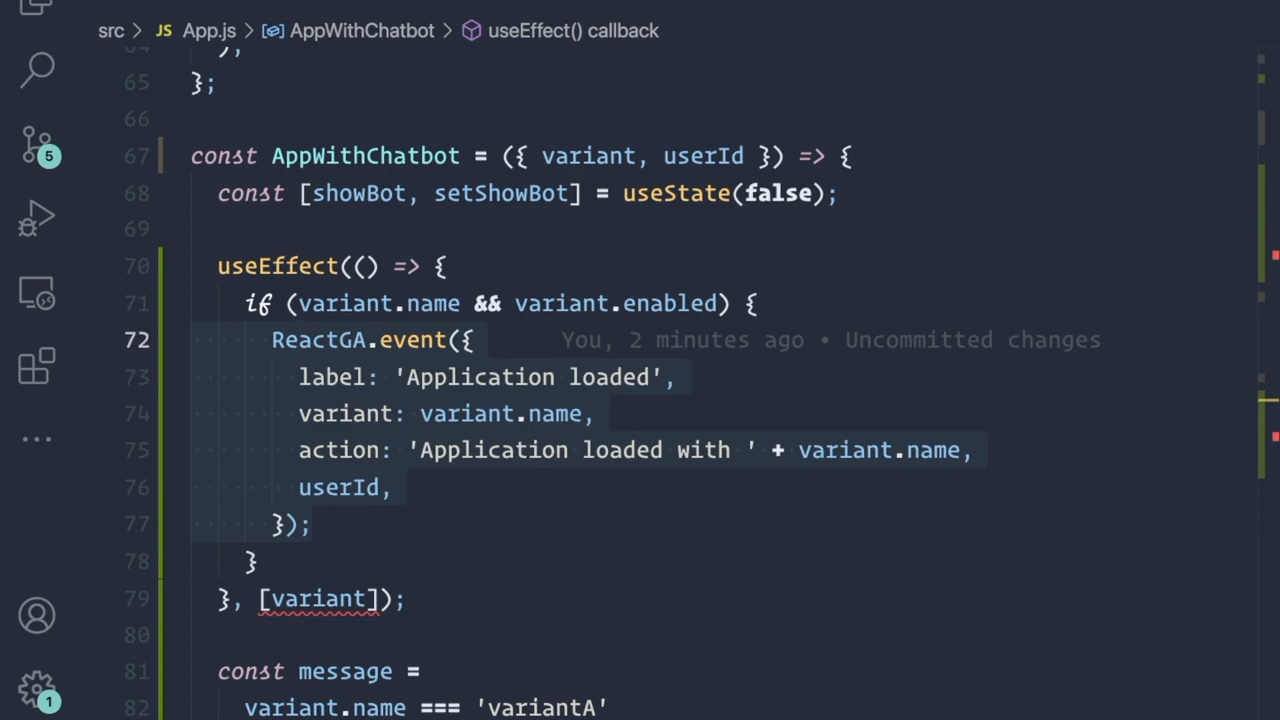 src > JS App.js > AppWithChatbot > useEffect() callback
64 ),
65 };
66
67 const AppWithChatbot = ({ variant, userId }) => {
68 const [showBot, setShowBot] = useState(false);
69
70 useEffect(() => {
71 if (variant.name && variant.enabled) {
72 ReactGA.event({ You, 2 minutes ago • Uncommitted changes
73 label: 'Application loaded',
74 variant: variant.name,
75 action: 'Application loaded with ' + variant.name,
76 userId,
77 });
78 }
79 }, [variant]);
80
81 const message =
82 variant.name === 'variantA'
5
1